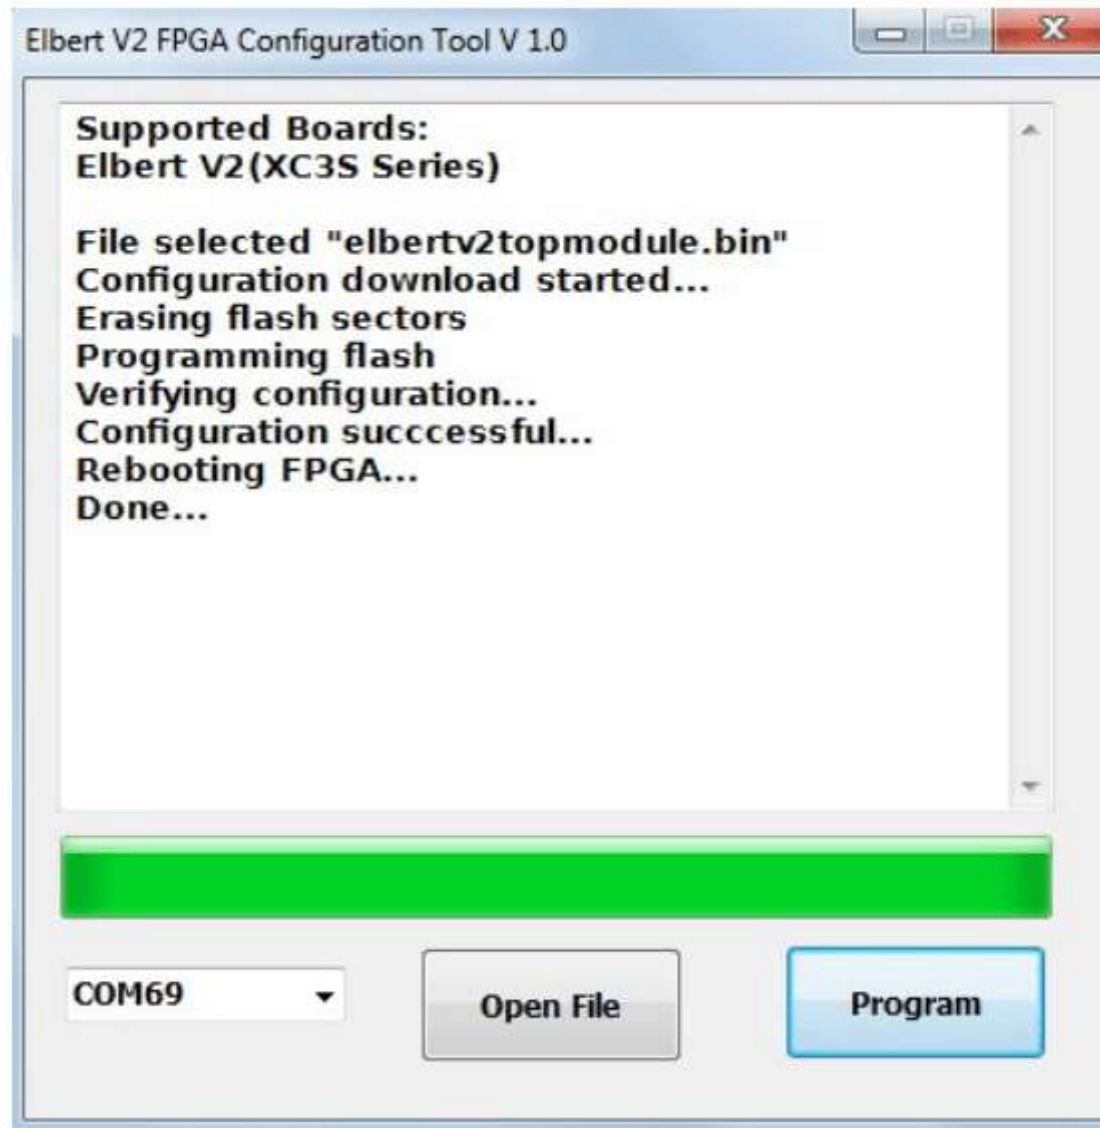 Elbert V2 FPGA Configuration Tool V 1.0
Supported Boards:
Elbert V2(XC3S Series)
File selected "elbertv2topmodule.bin"
Configuration download started...
Erasing flash sectors
Programming flash
Verifying configuration...
Configuration succcessful...
Rebooting FPGA...
Done...
COM69
Open File
Program